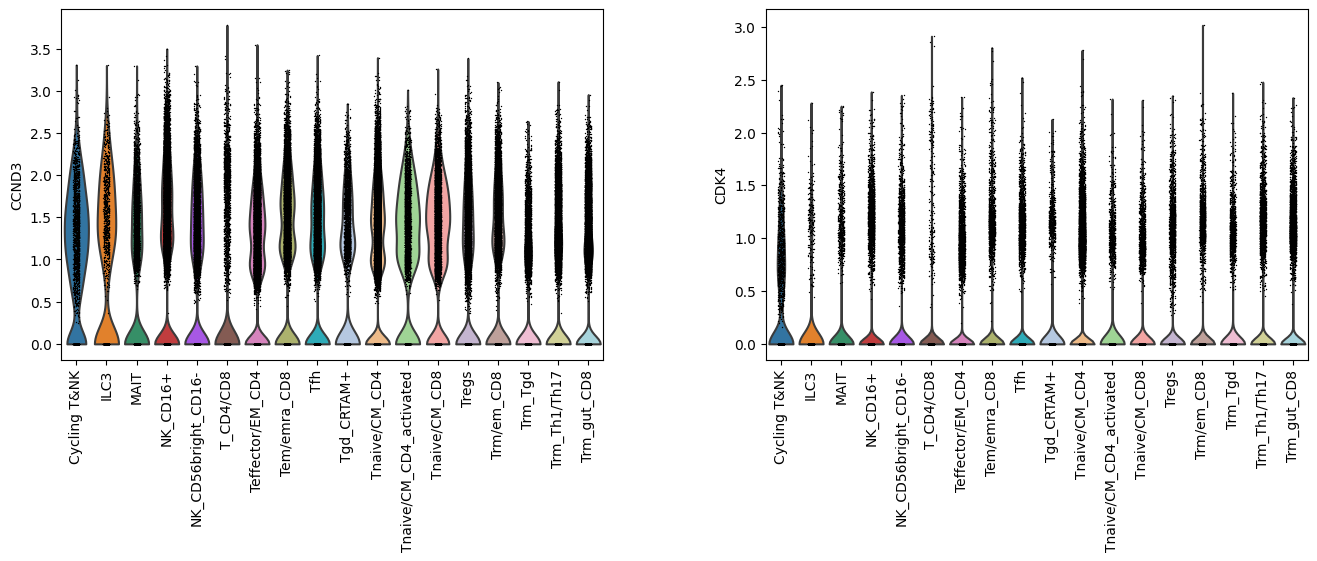 CCND3
3.5
3.0
2.5
2.0
1.5
1.0
0.5
0.0
Cycling T&NK
ILC3
MAIT
NK_CD16+
NK_CD56bright_CD16-
T_CD4/CD8
Teffector/EM_CD4
Tem/emra_CD8
Tfh
Tgd_CRTAM+
Tnaive/CM_CD4
Tnaive/CM_CD4_activated
Tnaive/CM_CD8
Tregs
Trm/em_CD8
Trm_Tgd
Trm_Th1/Th17
Trm_gut_CD8
CDK4
3.0
2.5
2.0
1.5
1.0
0.5
0.0
Cycling T&NK
ILC3
MAIT
NK_CD16+
NK_CD56bright_CD16-
T_CD4/CD8
Teffector/EM_CD4
Tem/emra_CD8
Tfh
Tgd_CRTAM+
Tnaive/CM_CD4
Tnaive/CM_CD4_activated
Tnaive/CM_CD8
Tregs
Trm/em_CD8
Trm_Tgd
Trm_Th1/Th17
Trm_gut_CD8